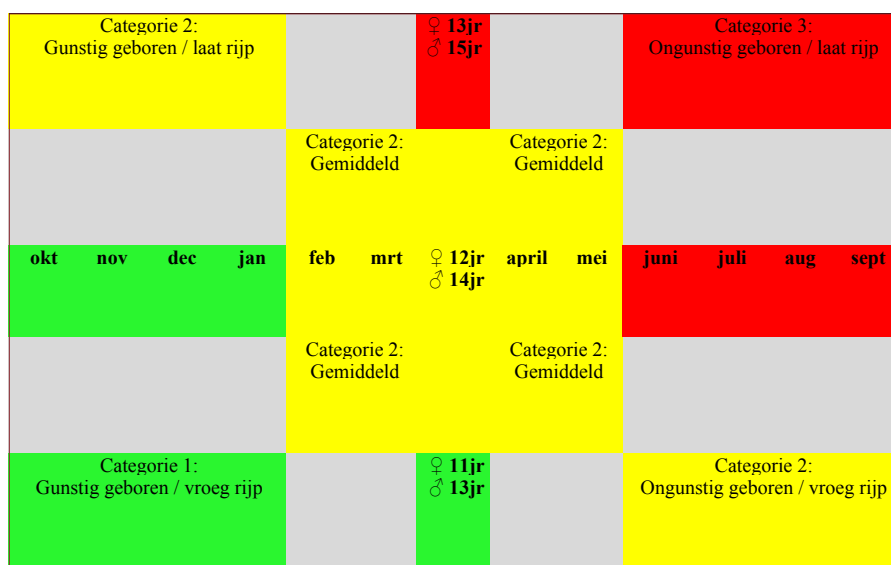 Categorie 2:
Gunstig geboren / laat rijp
♀ 13jr
♂ 15jr
Categorie 3:
Ongunstig geboren / laat rijp
Categorie 2:
Gemiddeld
Categorie 2:
Gemiddeld
okt nov dec jan feb mrt ♀ 12jr april mei juni juli aug sept
♂ 14jr
Categorie 2:
Gemiddeld
Categorie 2:
Gemiddeld
Categorie 1:
Gunstig geboren / vroeg rijp
♀ 11jr
♂ 13jr
Categorie 2:
Ongunstig geboren / vroeg rijp